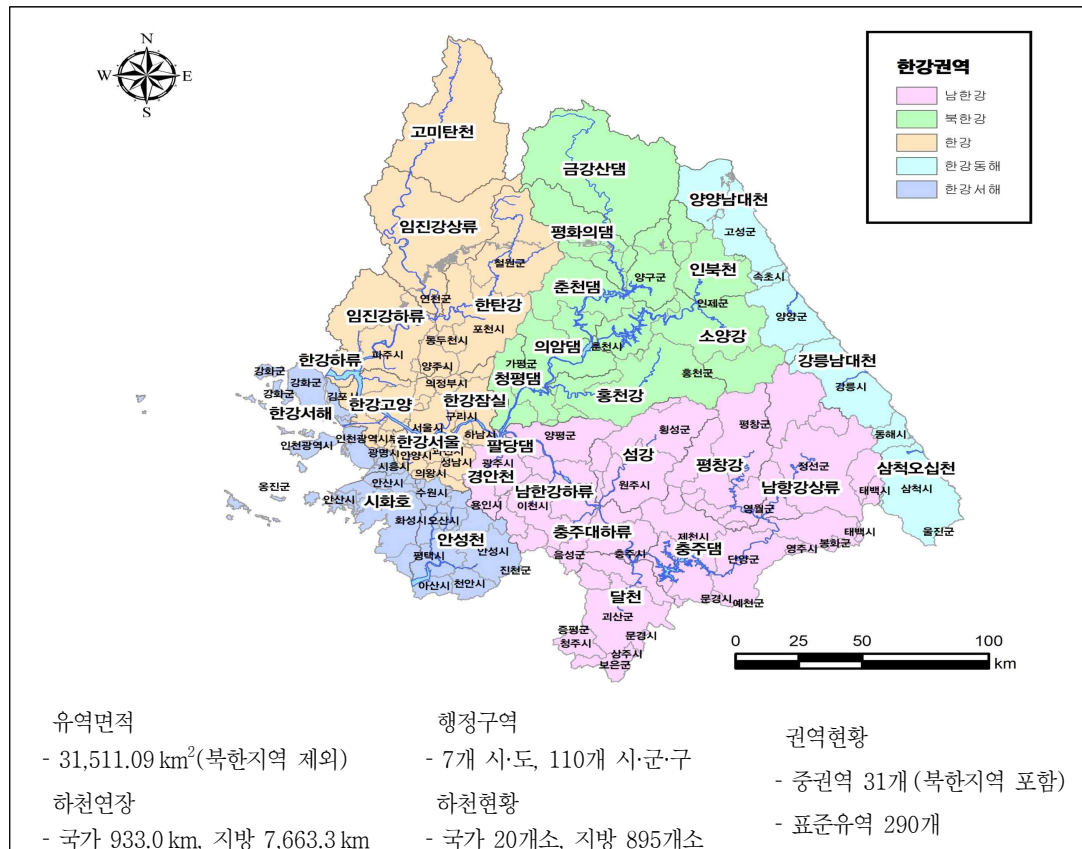 N
W E
S
한강권역
남한강
북한강
한강
한강동해
한강서해
고미탄천
금강산댐
양양남대천
고성군
임진강상류
평화의댐
철원군
양구군
인북천
속초시
연천군
춘천댐
인제군
임진강하류
한탄강
양양군
포천시
소양강
동두천시
의암댐
춘천시
한강하류
파주시
양주시
가평군
강릉남대천
강화군
강화군
의정부시
청평댐
홍천군
강릉시
강화군
김포
한강잠실
홍천강
한강서해
한강고양
구리시
서울시
횡성군
평창군
인천광역시
인천광역시
한강서울
하남시
팔당댐
양평군
동해시
광명시
안양시
섬강
시흥시
성남시
광주시
평창강
정선군
삼척오십천
의왕시
경안천
옹진군
안산시
안산시
시화호
수원시
용인시
남한강하류
이천시
원주시
남항강상류
태백시
삼척시
영월군
화성시
오산시
충주대하류
태백시
울진군
안성천
제천시
봉화군
평택시
안성시
음성군
충주시
충주댐
단양군
영주시
아산시
천안시
진천군
달천
문경시
예천군
괴산군
증평군
문경시
청주시
상주시
보은군
0 25 50 100
km
유역면적
- 31,511.09 km²(북한지역 제외)
하천연장
- 국가 933.0 km, 지방 7,663.3 km
행정구역
- 7개 시·도, 110개 시·군·구
하천현황
- 국가 20개소, 지방 895개소
권역현황
- 중권역 31개 (북한지역 포함)
- 표준유역 290개